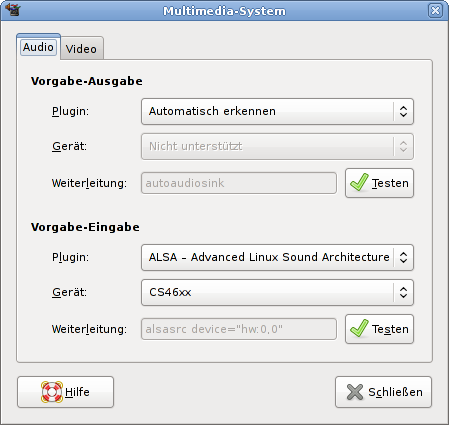 Multimedia-System
Audio Video
Vorgabe-Ausgabe
Plugin: Automatisch erkennen
Gerät: Nicht unterstützt
Weiterleitung: autoaudiosink Testen
Vorgabe-Eingabe
Plugin: ALSA – Advanced Linux Sound Architecture
Gerät: CS46xx
Weiterleitung: alsasrc device="hw:0,0" Testen
Hilfe Schließen